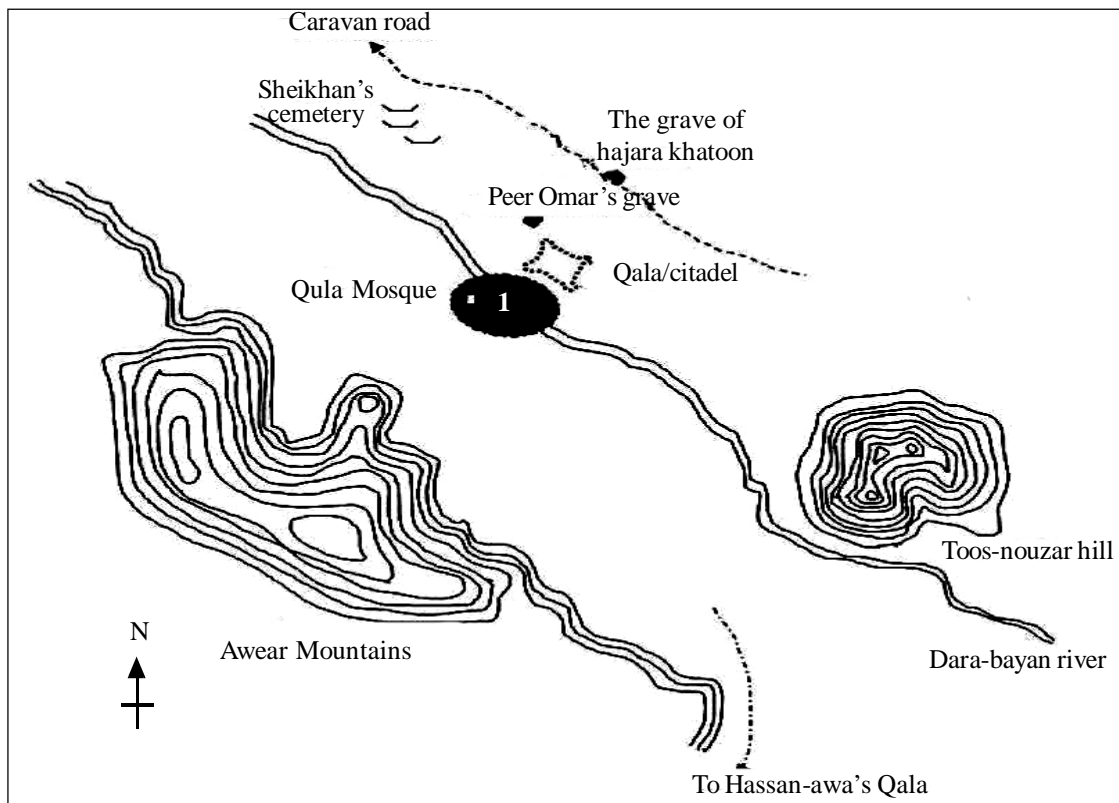 Caravan road
Sheikhan's
cemetery
The grave of
hajara khatoon
Peer Omar's grave
Qala/citadel
Qula Mosque
1
Toos-nouzar hill
N
Awear Mountains
Dara-bayan river
To Hassan-awa's Qala